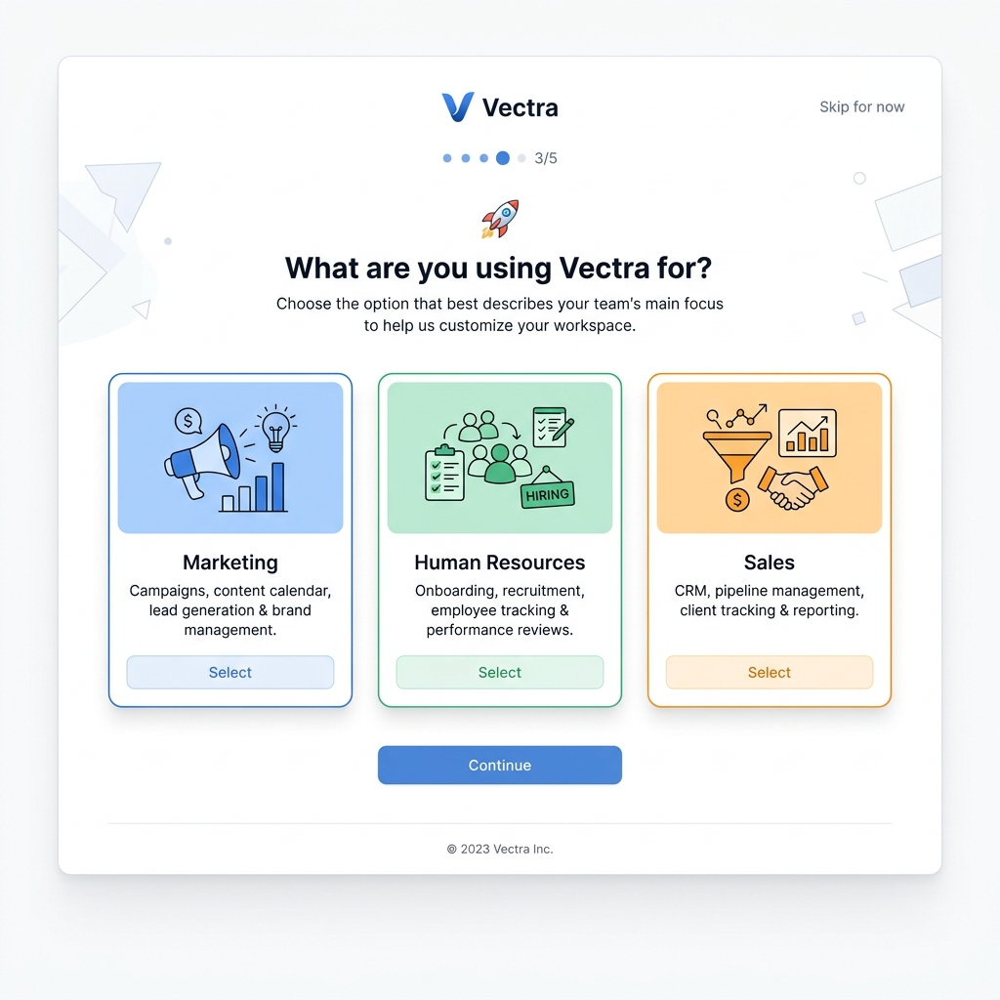 Vectra
Skip for now
3/5
What are you using Vectra for?
Choose the option that best describes your team's main focus
to help us customize your workspace.
$
HIRING
$
Marketing
Campaigns, content calendar,
lead generation & brand
management.
Select
Human Resources
Onboarding, recruitment,
employee tracking &
performance reviews.
Select
Sales
CRM, pipeline management,
client tracking & reporting.
Select
Continue
© 2023 Vectra Inc.